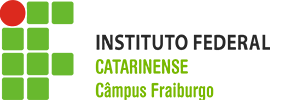 INSTITUTO FEDERAL
CATARINENSE
Câmpus Fraiburgo